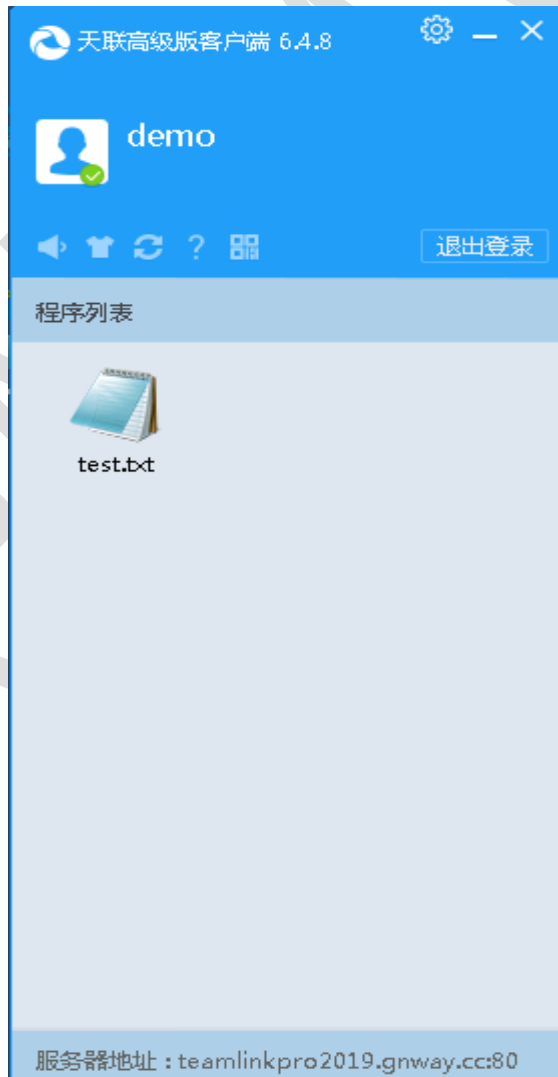 天联高级版客户端 6.4.8
demo
退出登录
程序列表
test.txt
服务器地址：teamlinkpro2019.gnway.cc:80